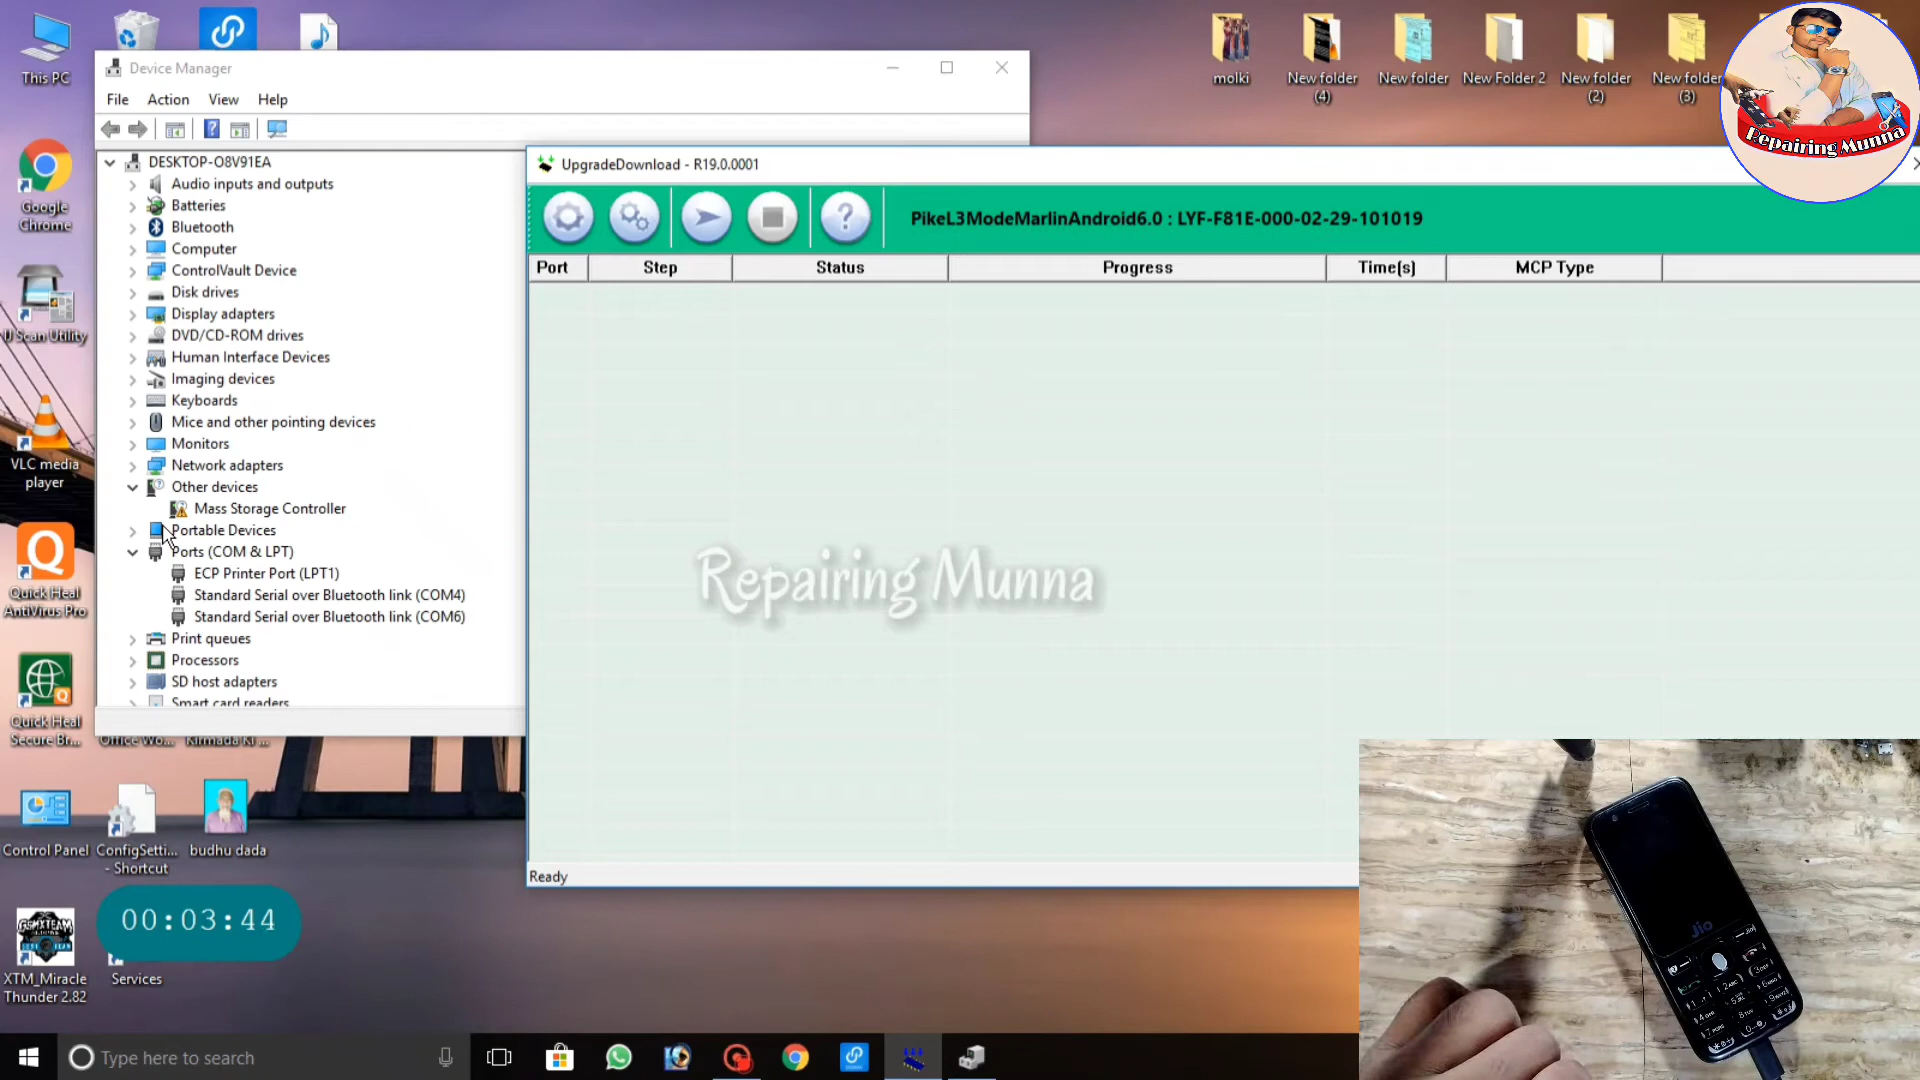 This PC
molki
New folder (4)
New folder
New Folder 2
New folder (2)
New folder (3)
Repairing Munna
Device Manager
File Action View Help
DESKTOP-O8V91EA
Audio inputs and outputs
Batteries
Bluetooth
Computer
ControlVault Device
Disk drives
Display adapters
DVD/CD-ROM drives
Human Interface Devices
Imaging devices
Keyboards
Mice and other pointing devices
Monitors
Network adapters
Other devices
Mass Storage Controller
Portable Devices
Ports (COM & LPT)
ECP Printer Port (LPT1)
Standard Serial over Bluetooth link (COM4)
Standard Serial over Bluetooth link (COM6)
Print queues
Processors
SD host adapters
Smart card readers
UpgradeDownload - R19.0.0001
PikeL3ModeMarlinAndroid6.0 : LYF-F81E-000-02-29-101019
Port Step Status Progress Time(s) MCP Type
Repairing Munna
Ready
Google Chrome
IJ Scan Utility
VLC media player
Quick Heal AntiVirus Pro
Quick Heal Secure Br...
Office Wo...
Kirmada Ki ...
Control Panel
ConfigSetti... - Shortcut
budhu dada
00:03:44
XTM_Miracle Thunder 2.82
Services
Type here to search
Jio